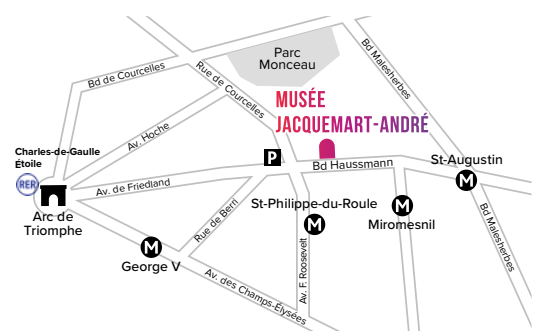 Parc
Monceau
Bd Malesherbes
Bd de Courcelles
Rue de Courcelles
MUSÉE
JACQUEMART-ANDRÉ
Av. Hoche
Charles-de-Gaulle
Étoile
RER
P
Bd Haussmann
St-Augustin
M
Av. de Friedland
Arc de
Triomphe
St-Philippe-du-Roule
M
M
Miromesnil
Rue de Berri
Bd Malesherbes
M
George V
Av. F. Roosevelt
Av. des Champs-Élysées